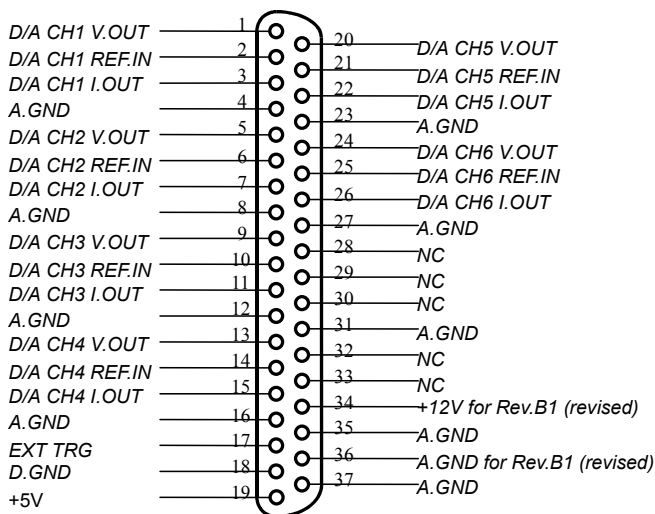 D/A CH1 V.OUT 1
D/A CH1 REF.IN 2
D/A CH1 I.OUT 3
A.GND 4
D/A CH2 V.OUT 5
D/A CH2 REF.IN 6
D/A CH2 I.OUT 7
A.GND 8
D/A CH3 V.OUT 9
D/A CH3 REF.IN 10
D/A CH3 I.OUT 11
A.GND 12
D/A CH4 V.OUT 13
D/A CH4 REF.IN 14
D/A CH4 I.OUT 15
A.GND 16
EXT TRG 17
D.GND 18
+5V 19
20 D/A CH5 V.OUT
21 D/A CH5 REF.IN
22 D/A CH5 I.OUT
23 A.GND
24 D/A CH6 V.OUT
25 D/A CH6 REF.IN
26 D/A CH6 I.OUT
27 A.GND
28 NC
29 NC
30 NC
31 A.GND
32 NC
33 NC
34 +12V for Rev.B1 (revised)
35 A.GND
36 A.GND for Rev.B1 (revised)
37 A.GND